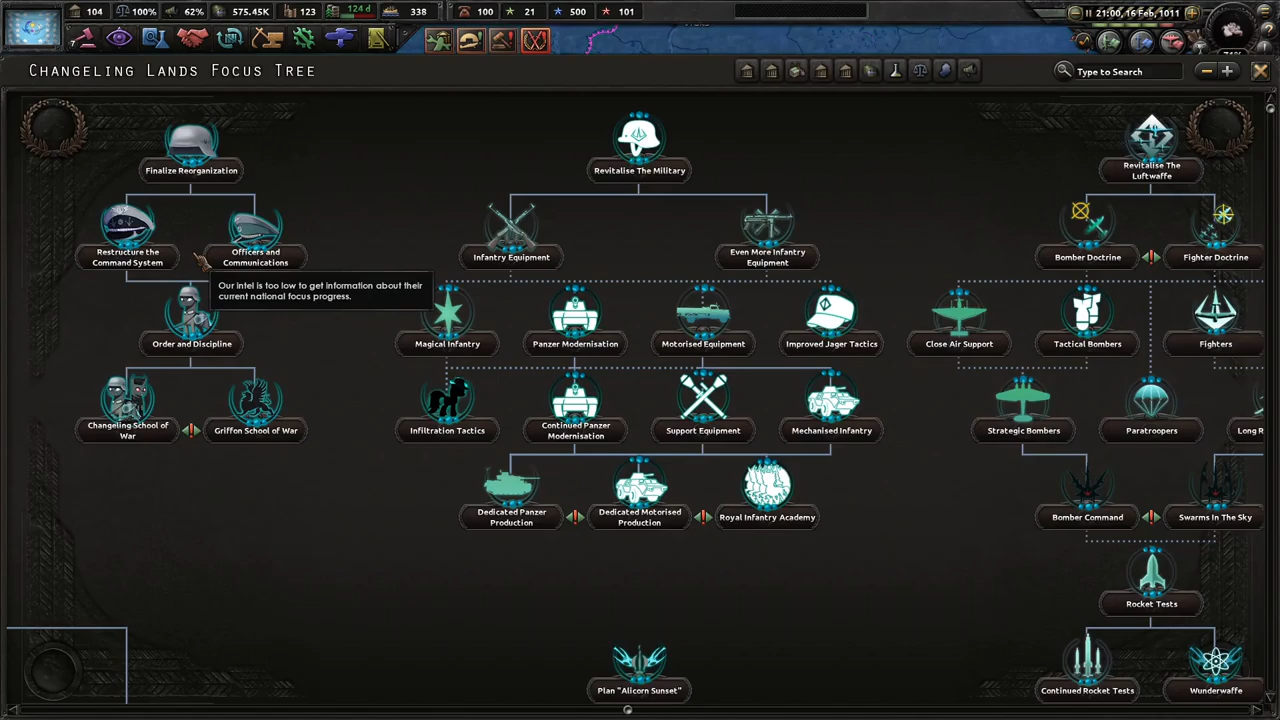 104
100%
62%
575.45K
123
124 d
338
100
21
500
101
21:00, 16 Feb, 1011
7
Changeling Lands Focus Tree
Type to Search
Finalize Reorganization
Revitalise The Military
Revitalise The
Luftwaffe
Restructure the
Command System
Officers and
Communications
Infantry Equipment
Even More Infantry
Equipment
Bomber Doctrine
Fighter Doctrine
Our intel is too low to get information about their
current national focus progress.
Order and Discipline
Magical Infantry
Panzer Modernisation
Motorised Equipment
Improved Jager Tactics
Close Air Support
Tactical Bombers
Fighters
Changeling School of
War
Griffon School of War
Infiltration Tactics
Continued Panzer
Modernisation
Support Equipment
Mechanised Infantry
Strategic Bombers
Paratroopers
Long R
Dedicated Panzer
Production
Dedicated Motorised
Production
Royal Infantry Academy
Bomber Command
Swarms In The Sky
Rocket Tests
Plan "Alicorn Sunset"
Continued Rocket Tests
Wunderwaffe